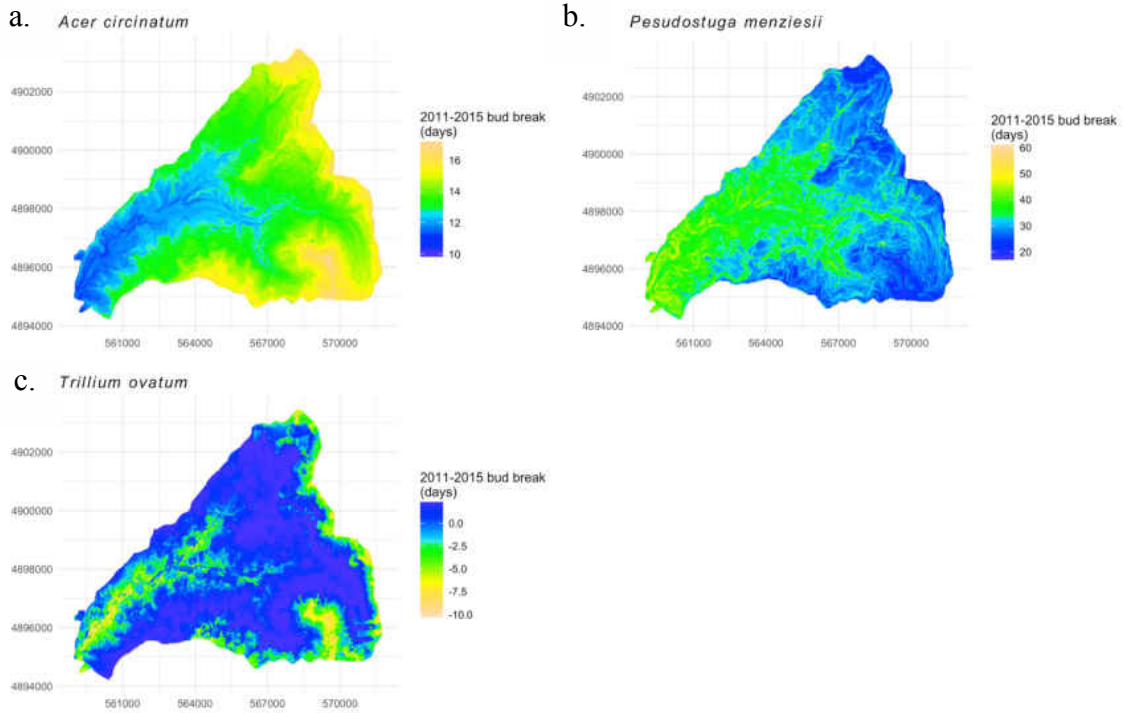 a. Acer circinatum
4902000
4900000
4898000
4896000
4894000
561000 564000 567000 570000
2011-2015 bud break
(days)
16
14
12
10
b. Pesudostuga menziesii
4902000
4900000
4898000
4896000
4894000
561000 564000 567000 570000
2011-2015 bud break
(days)
60
50
40
30
20
c. Trillium ovatum
4902000
4900000
4898000
4896000
4894000
561000 564000 567000 570000
2011-2015 bud break
(days)
0.0
-2.5
-5.0
-7.5
-10.0